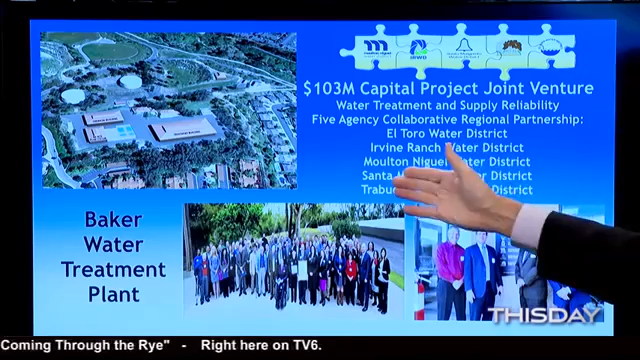 IRWD
$103M Capital Project Joint Venture
Water Treatment and Supply Reliability
Five Agency Collaborative Regional Partnership:
El Toro Water District
Irvine Ranch Water District
Moulton Niguel Water District
Santa District
District
Baker
Water
Treatment
Plant
THISDAY
Coming Through the Rye" - Right here on TV6.